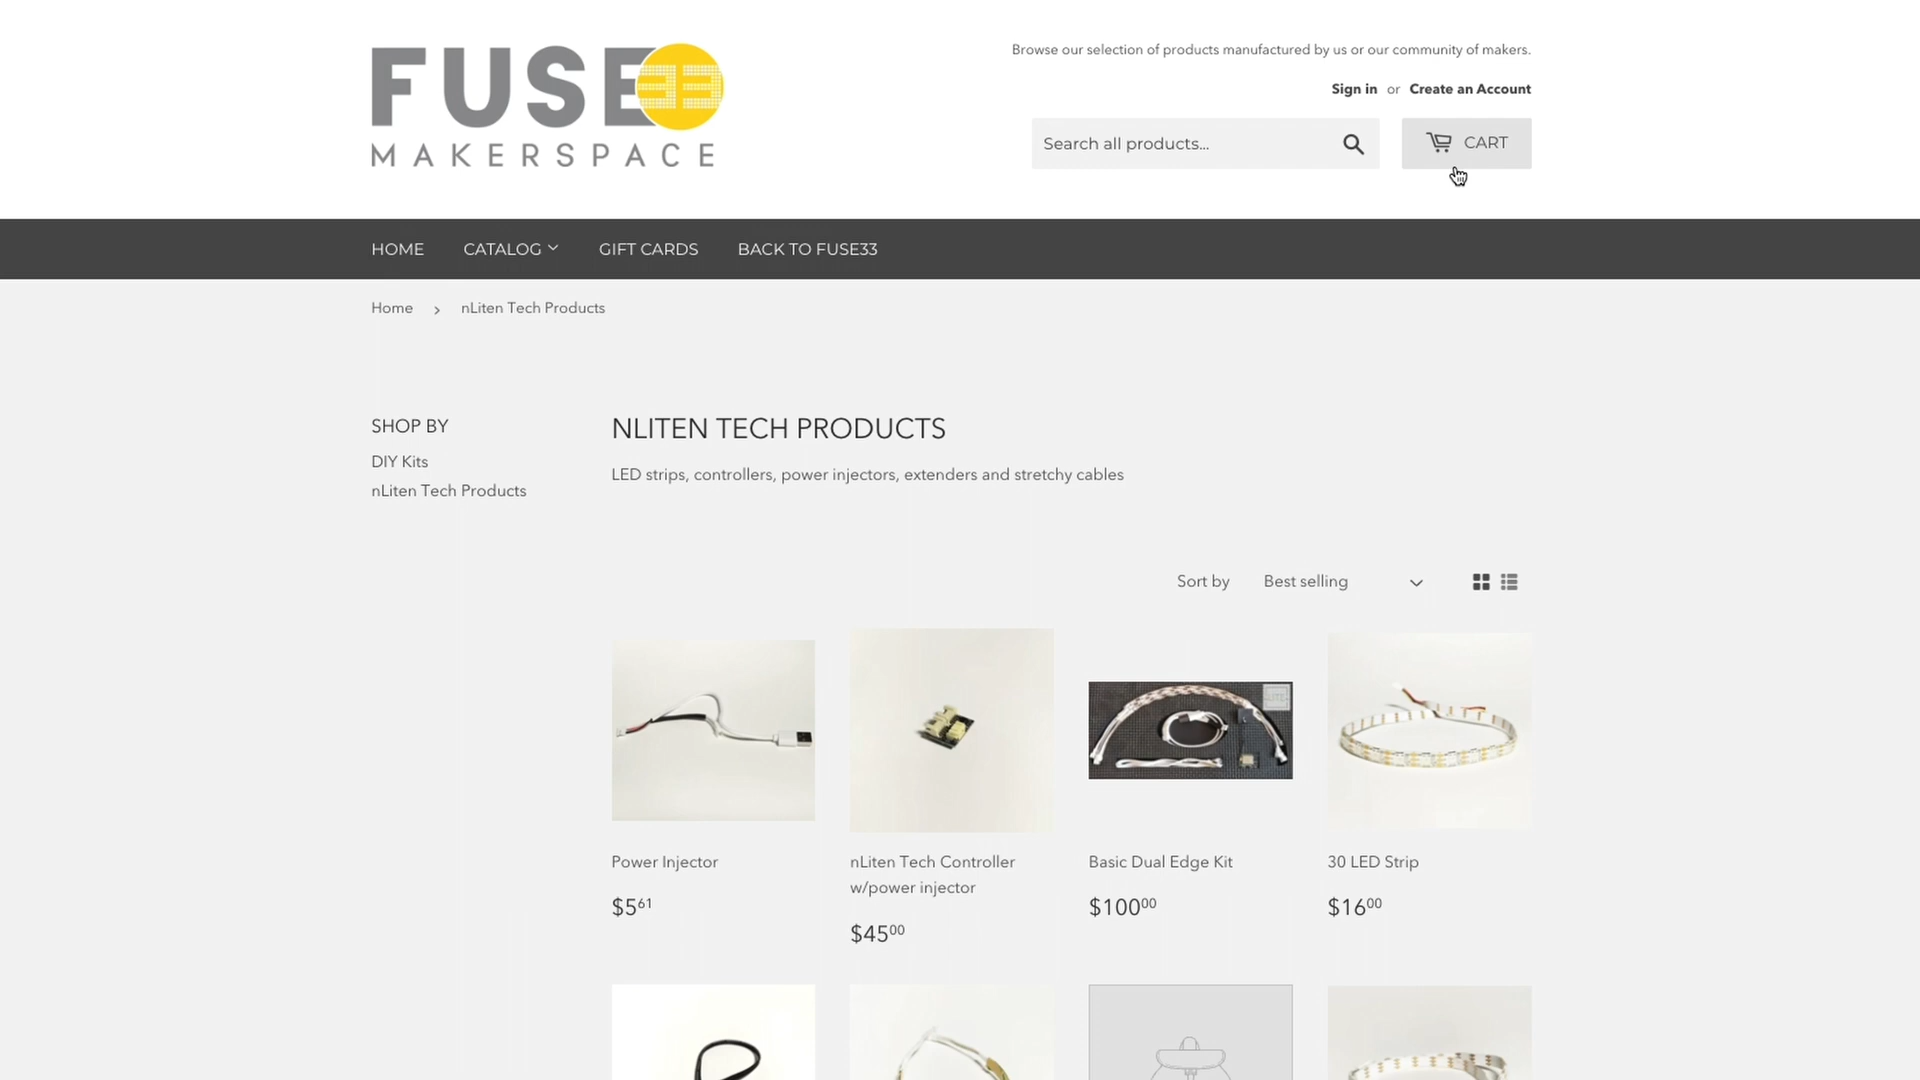 FUSE33
MAKERSPACE
Browse our selection of products manufactured by us or our community of makers.
Sign in or Create an Account
Search all products...
CART
HOME CATALOG GIFT CARDS BACK TO FUSE33
Home › nLiten Tech Products
SHOP BY
DIY Kits
nLiten Tech Products
NLITEN TECH PRODUCTS
LED strips, controllers, power injectors, extenders and stretchy cables
Sort by Best selling
Power Injector
$5.61
nLiten Tech Controller
w/power injector
$45.00
Basic Dual Edge Kit
$100.00
30 LED Strip
$16.00